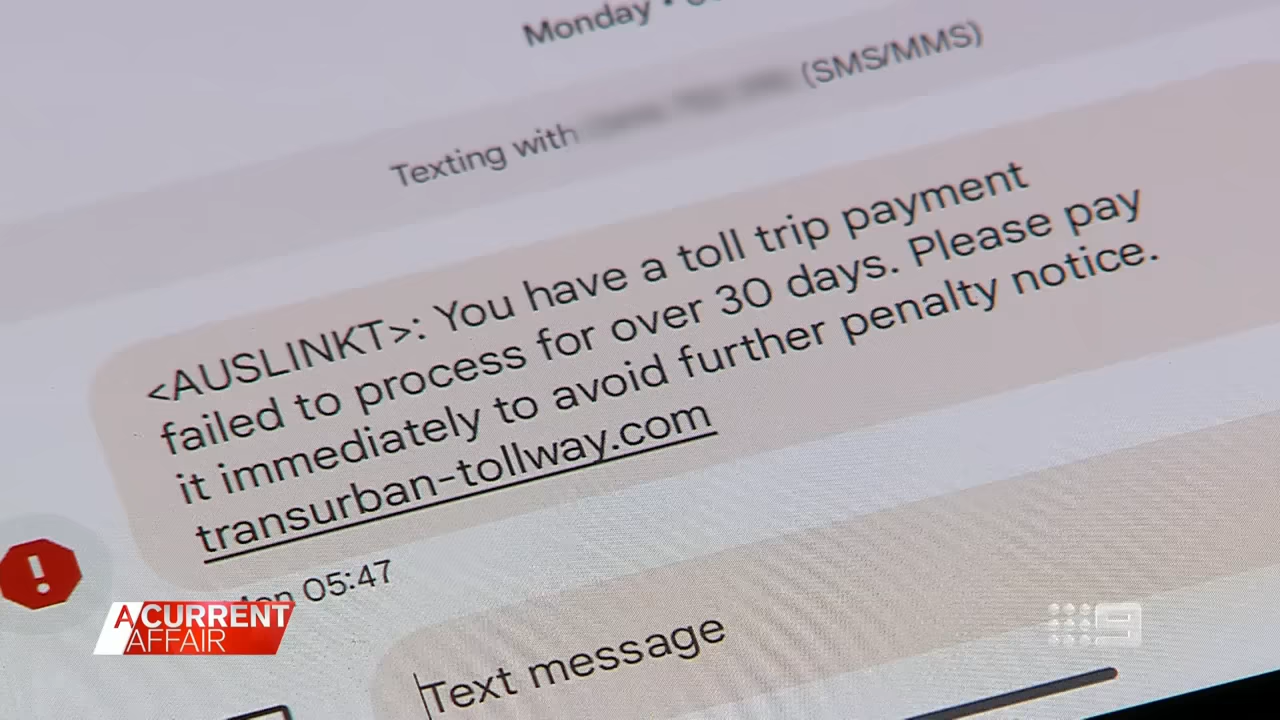 Monday •
Texting with (SMS/MMS)
<AUSLINKT>: You have a toll trip payment
failed to process for over 30 days. Please pay
it immediately to avoid further penalty notice.
transurban-tollway.com
Mon 05:47
A CURRENT
AFFAIR
9
Text message